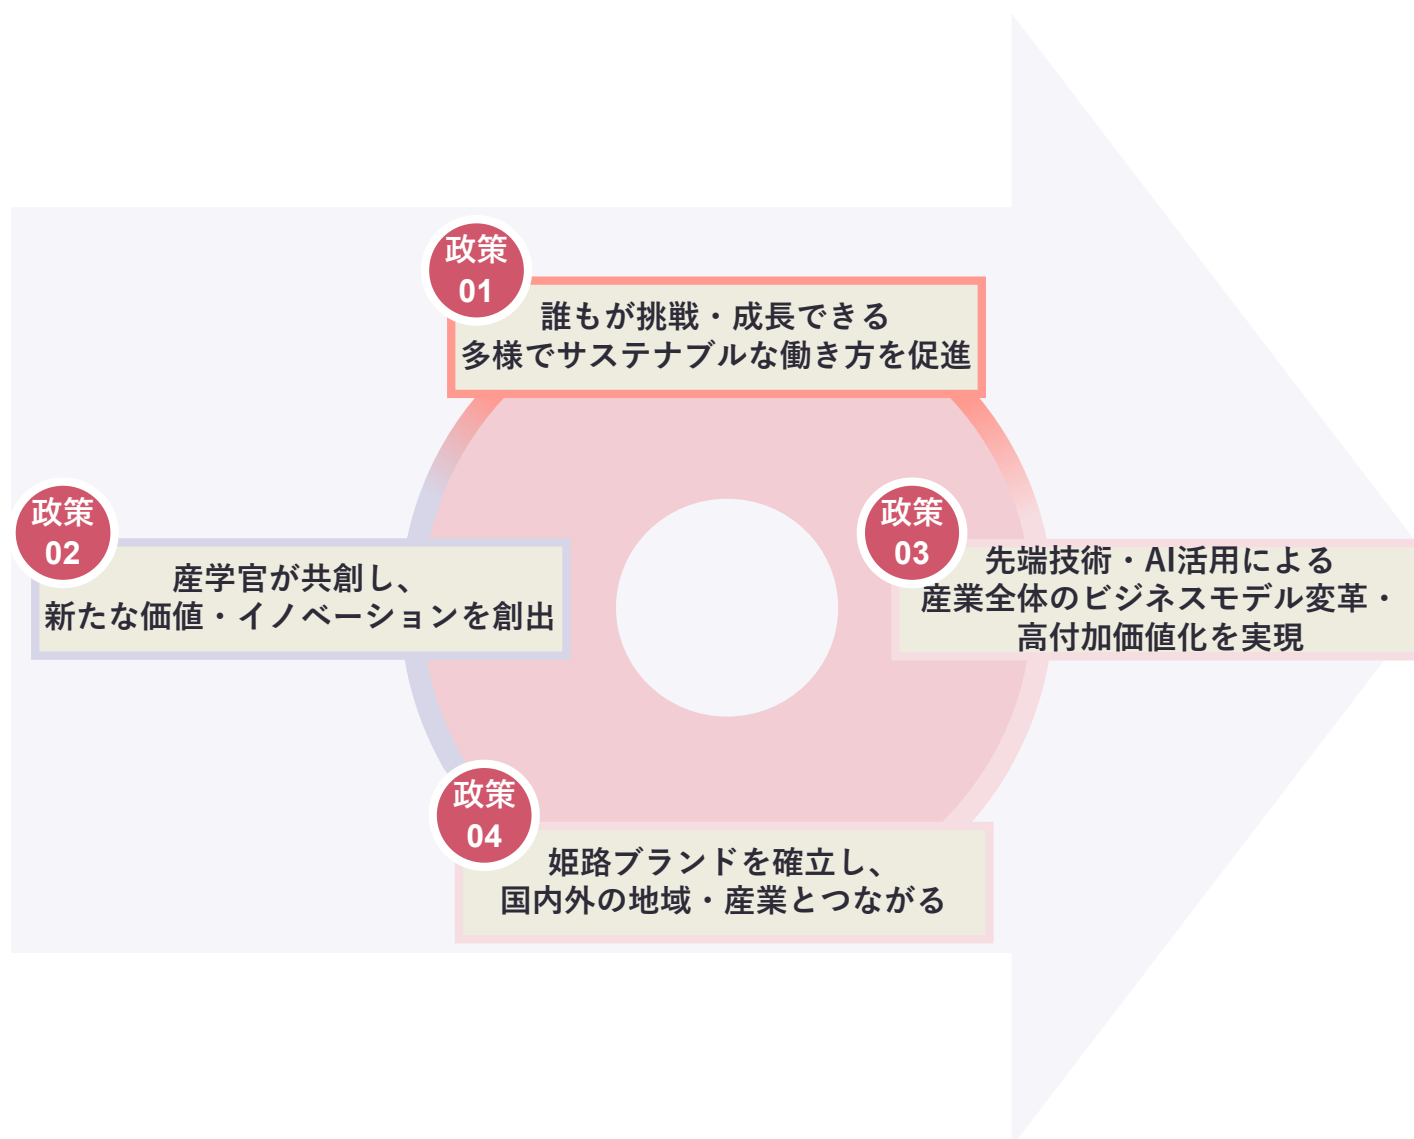 政策
01
誰もが挑戦・成長できる
多様でサステナブルな働き方を促進
政策
02
産学官が共創し、
新たな価値・イノベーションを創出
政策
03
先端技術・AI活用による
産業全体のビジネスモデル変革・
高付加価値化を実現
政策
04
姫路ブランドを確立し、
国内外の地域・産業とつながる